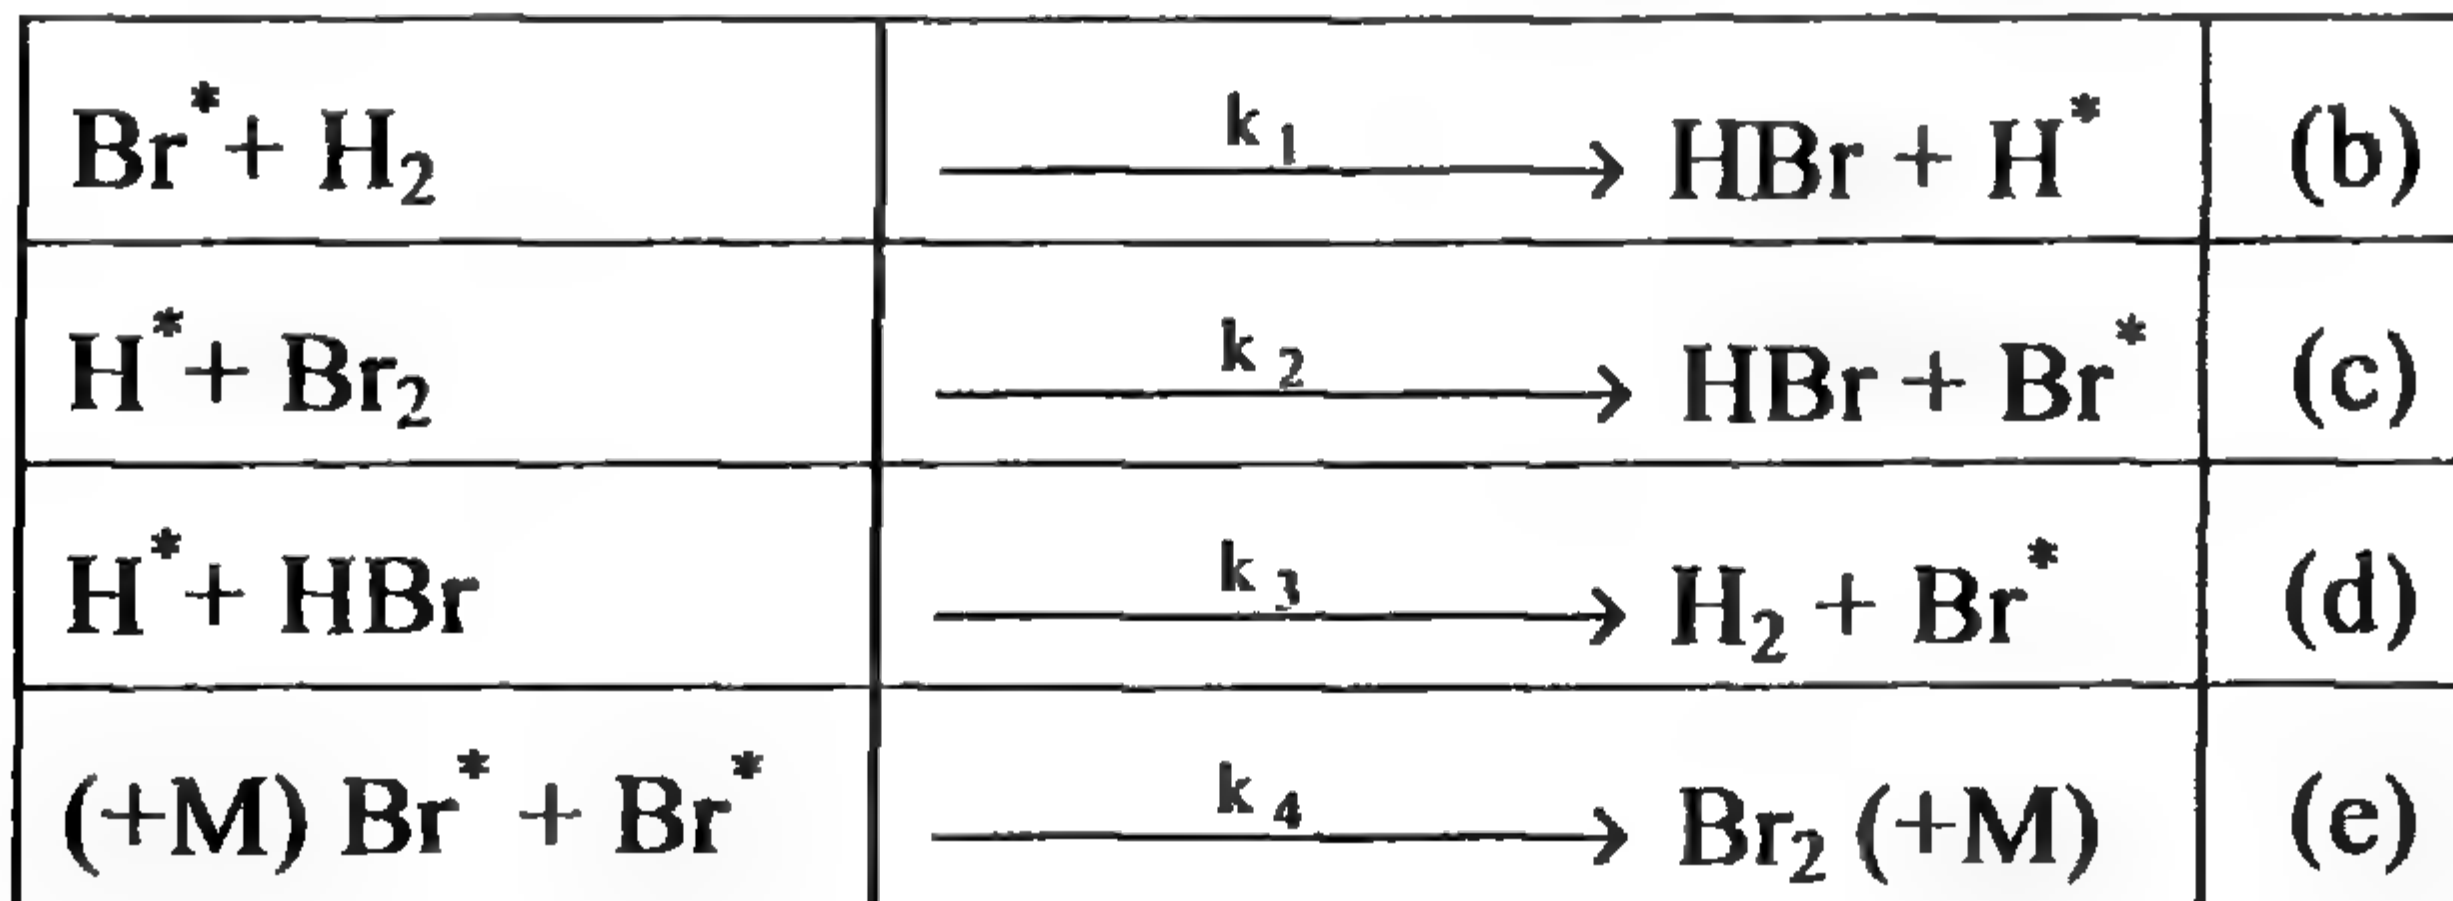 Br*+ H₂ k₁ → HBr + H* (b)
H*+ Br₂ k₂ → HBr + Br* (c)
H*+ HBr k₃ → H₂ + Br* (d)
(+M) Br* + Br* k₄ → Br₂ (+M) (e)